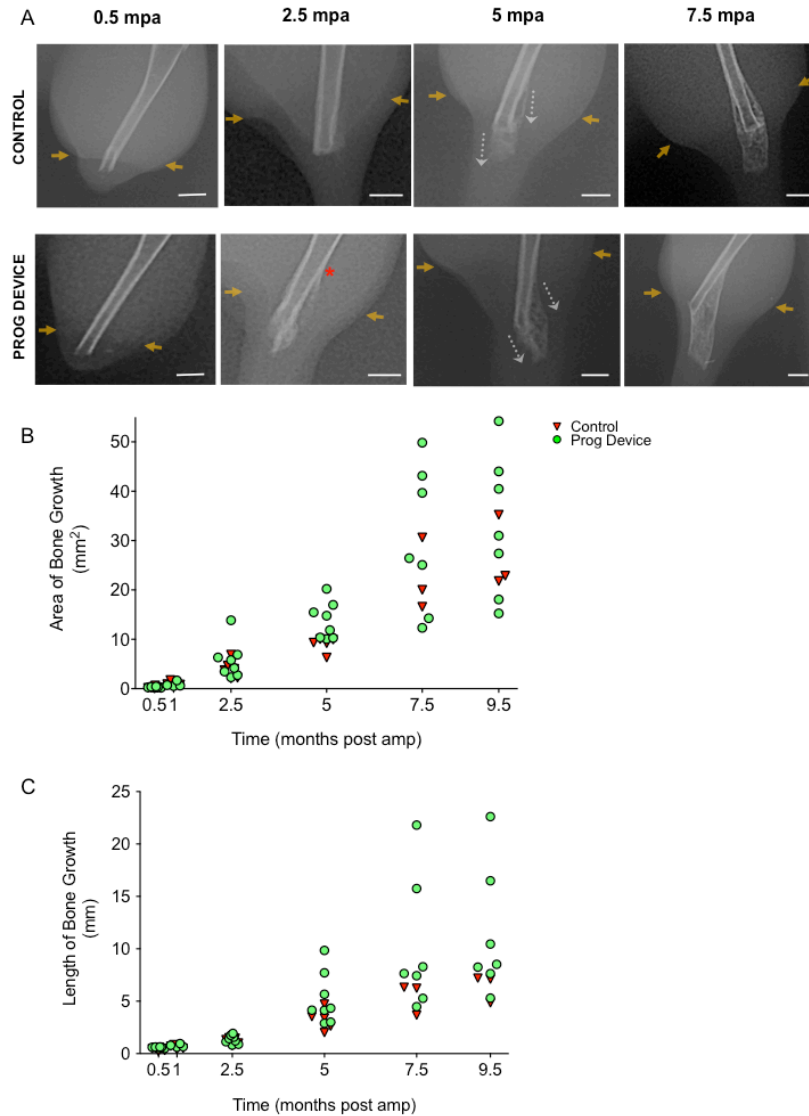 A
0.5 mpa
2.5 mpa
5 mpa
7.5 mpa
CONTROL
PROG DEVICE
*
B
Control
Prog Device
50
40
30
20
10
0
Area of Bone Growth
(mm²)
0.5 1 2.5 5 7.5 9.5
Time (months post amp)
C
25
20
15
10
5
0
Length of Bone Growth
(mm)
0.5 1 2.5 5 7.5 9.5
Time (months post amp)